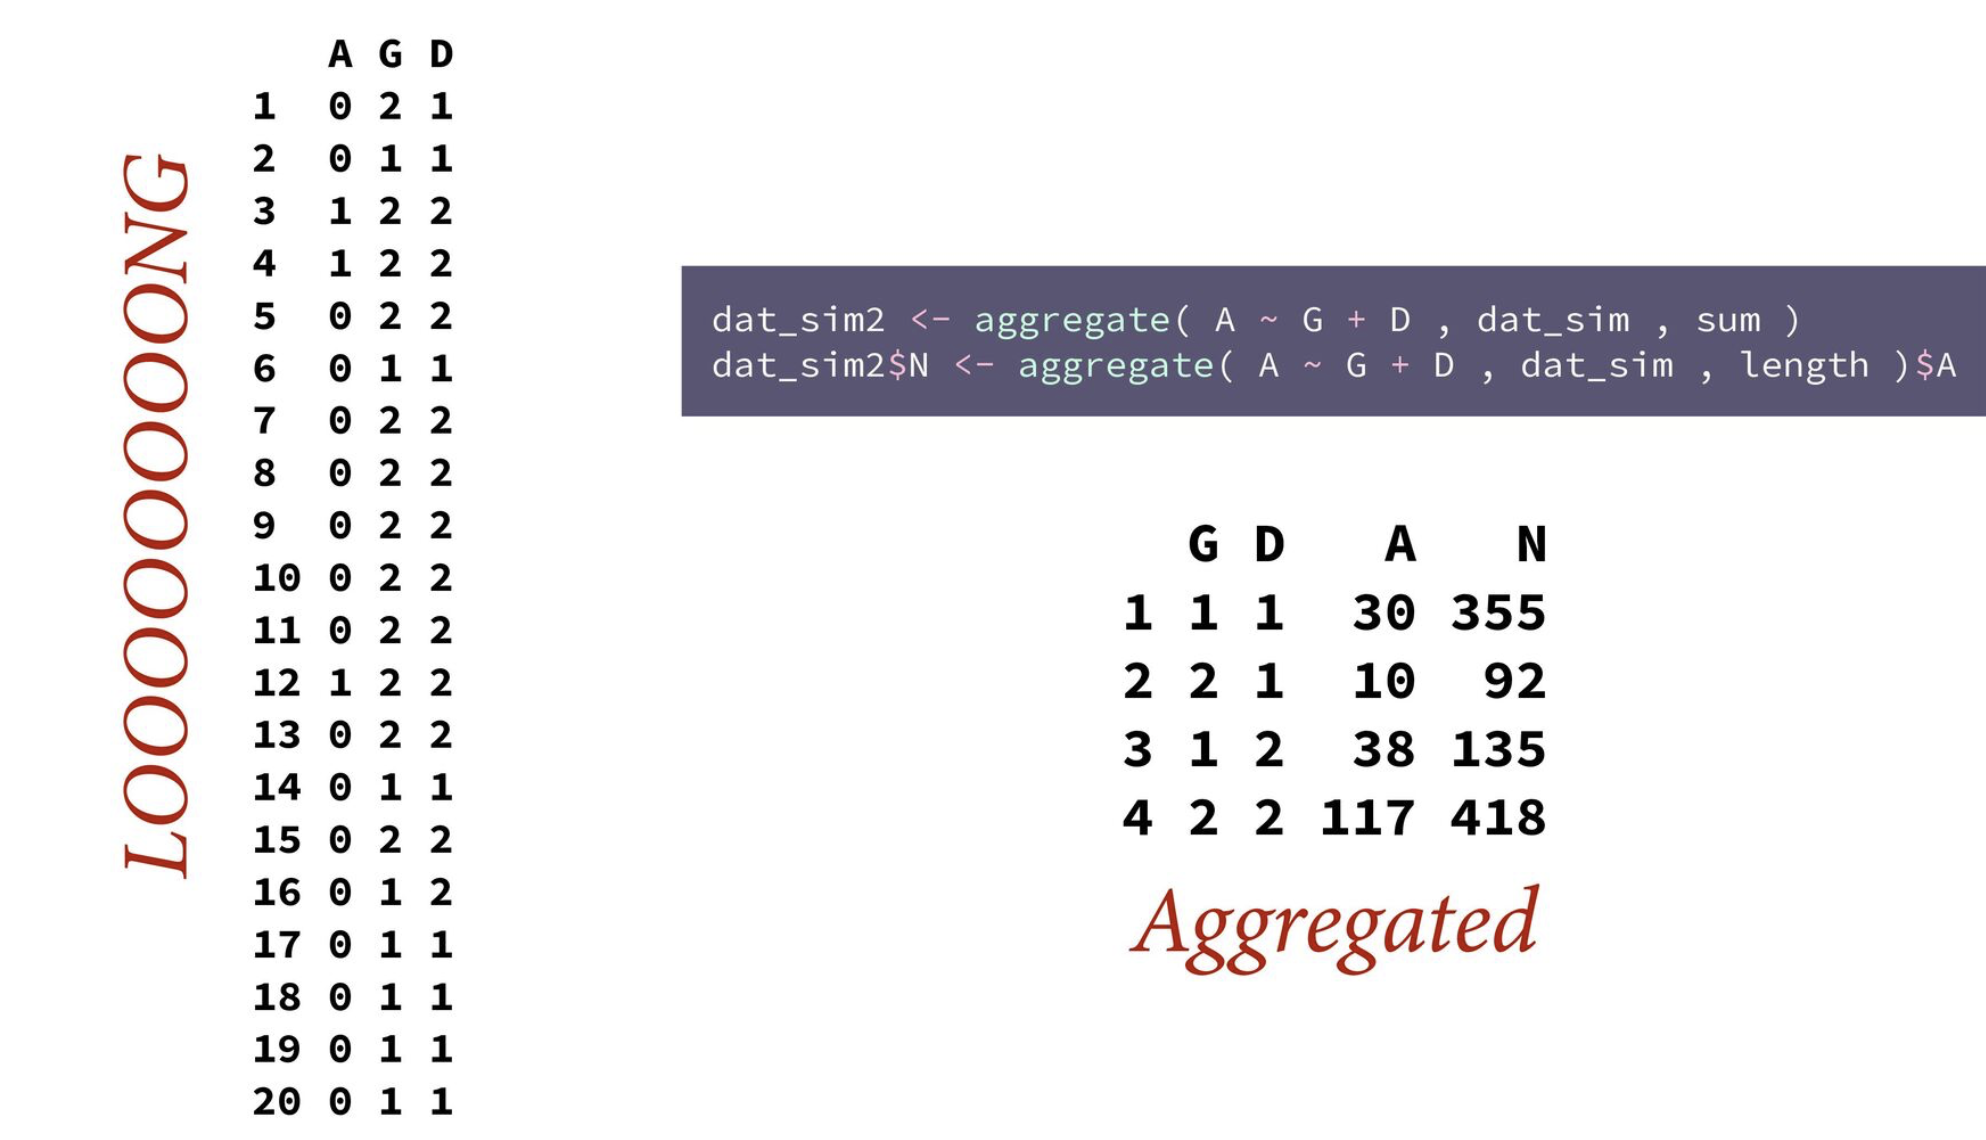 LOOOOOOOONG
A G D
1 0 2 1
2 0 1 1
3 1 2 2
4 1 2 2
5 0 2 2
6 0 1 1
7 0 2 2
8 0 2 2
9 0 2 2
10 0 2 2
11 0 2 2
12 1 2 2
13 0 2 2
14 0 1 1
15 0 2 2
16 0 1 2
17 0 1 1
18 0 1 1
19 0 1 1
20 0 1 1
dat_sim2 <- aggregate( A ~ G + D , dat_sim , sum )
dat_sim2$N <- aggregate( A ~ G + D , dat_sim , length )$A
G D A N
1 1 1 30 355
2 2 1 10 92
3 1 2 38 135
4 2 2 117 418
Aggregated